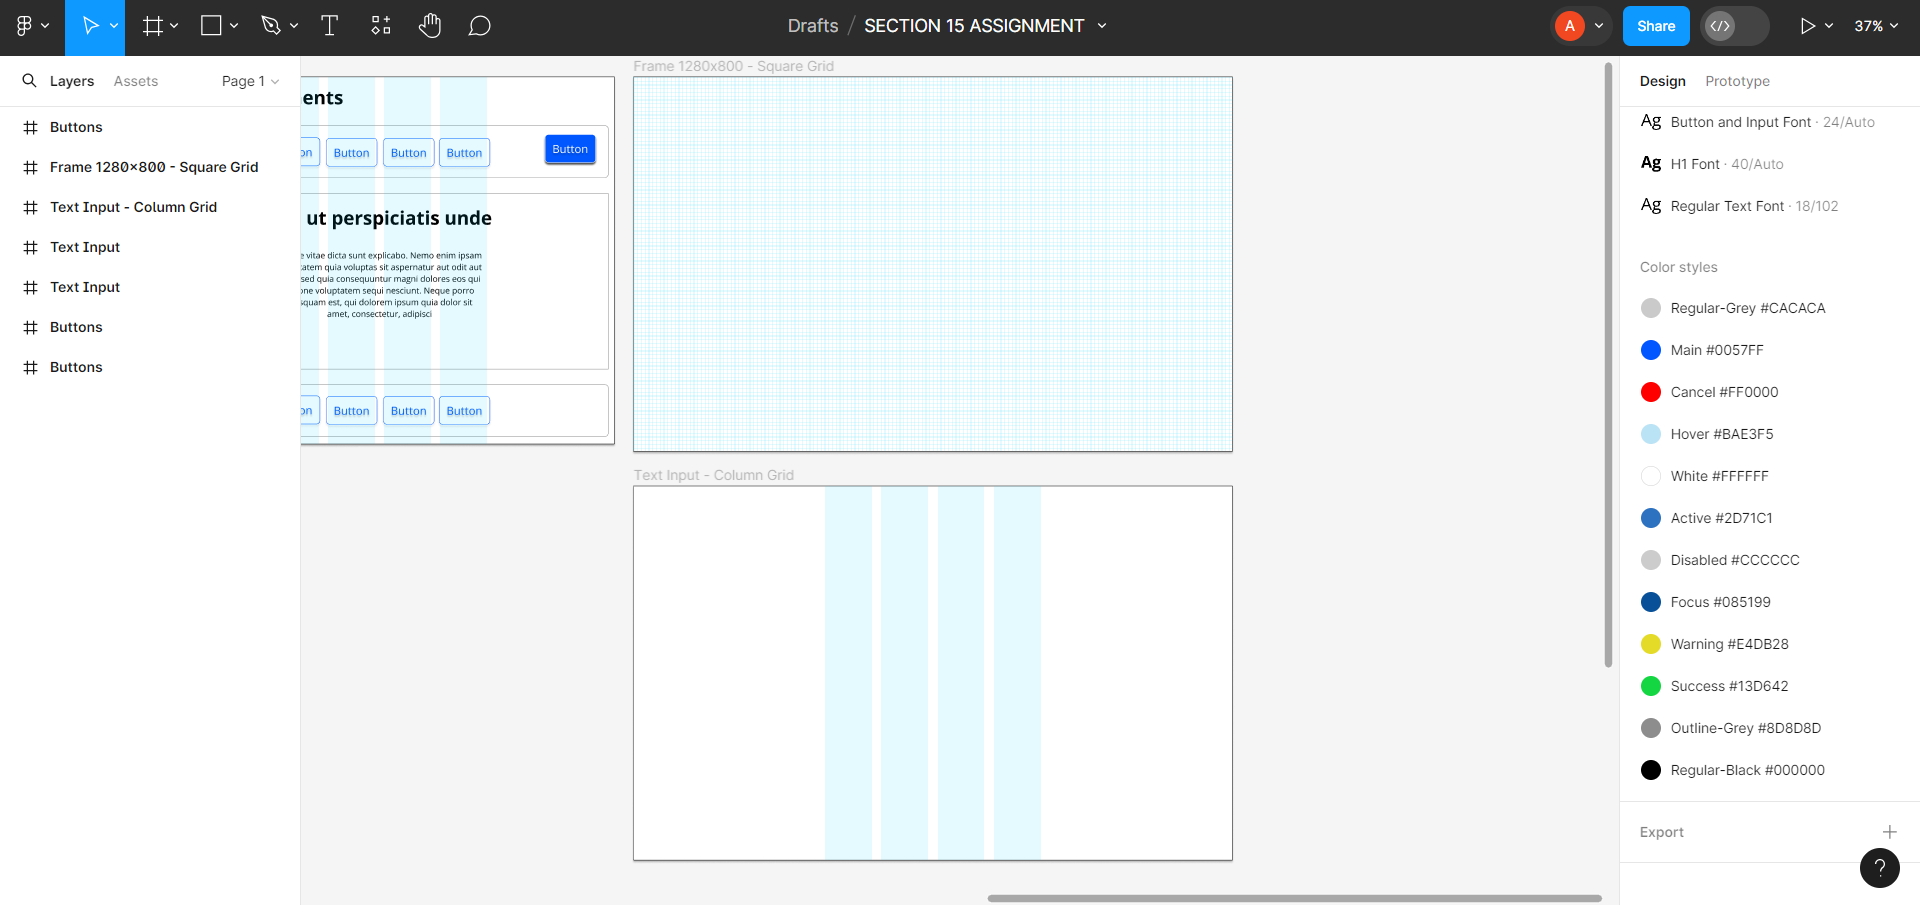 Drafts / SECTION 15 ASSIGNMENT
A
Share
37%
Layers
Assets
Page 1
Buttons
Frame 1280×800 - Square Grid
Text Input - Column Grid
Text Input
Text Input
Buttons
Buttons
ents
on
Button
Button
Button
Button
ut perspiciatis unde
e vitae dicta sunt explicabo. Nemo enim ipsam
tatem quia voluptas sit aspernatur aut odit aut
sed quia consequuntur magni dolores eos qui
one voluptatem sequi nesciunt. Neque porro
squam est, qui dolorem ipsum quia dolor sit
amet, consectetur, adipisci
on
Button
Button
Button
Frame 1280x800 - Square Grid
Text Input - Column Grid
Design
Prototype
Ag Button and Input Font · 24/Auto
Ag H1 Font · 40/Auto
Ag Regular Text Font · 18/102
Color styles
Regular-Grey #CACACA
Main #0057FF
Cancel #FF0000
Hover #BAE3F5
White #FFFFFF
Active #2D71C1
Disabled #CCCCCC
Focus #085199
Warning #E4DB28
Success #13D642
Outline-Grey #8D8D8D
Regular-Black #000000
Export
?